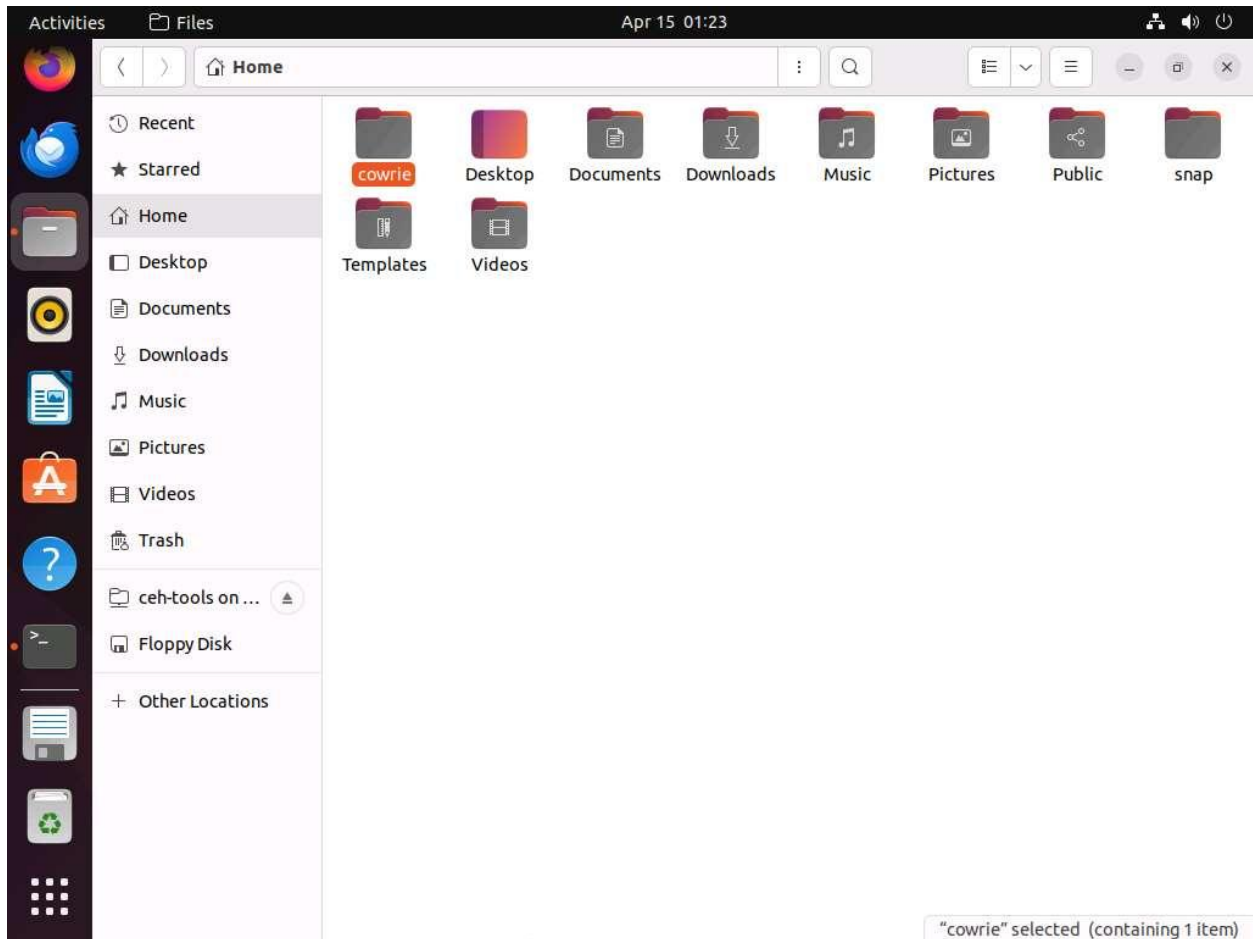 Activities Files Apr 15 01:23
Home
Recent
Starred
Home
Desktop
Documents
Downloads
Music
Pictures
Videos
Trash
ceh-tools on ...
Floppy Disk
+ Other Locations
cowrie Desktop Documents Downloads Music Pictures Public snap
Templates Videos
"cowrie" selected (containing 1 item)